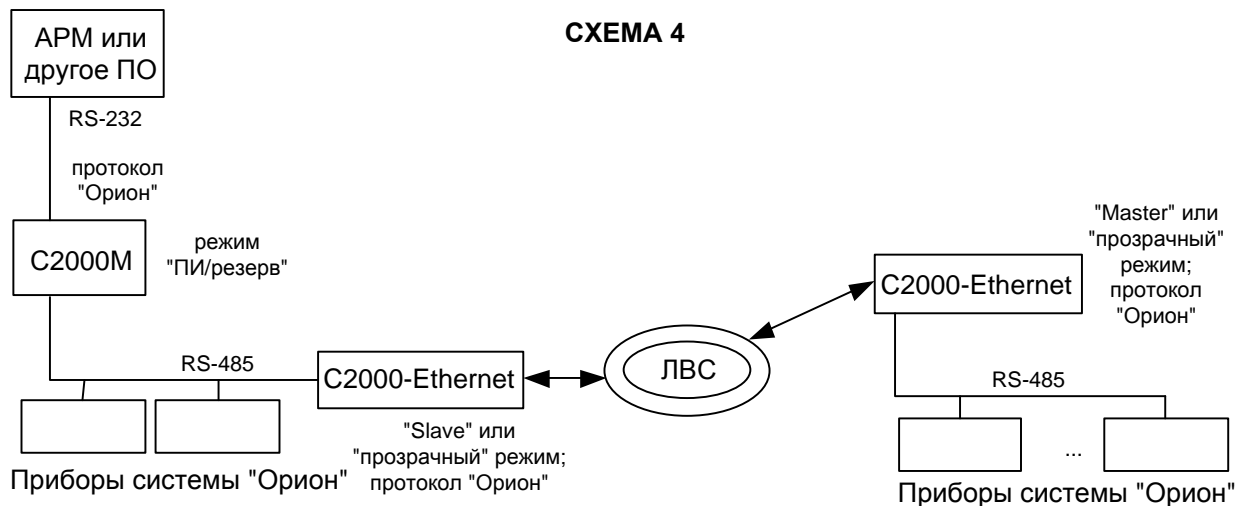 СХЕМА 4
АРМ или
другое ПО
RS-232
протокол
"Орион"
С2000М
режим
"ПИ/резерв"
RS-485
С2000-Ethernet
"Slave" или
"прозрачный" режим;
протокол "Орион"
Приборы системы "Орион"
ЛВС
С2000-Ethernet
"Master" или
"прозрачный"
режим;
протокол
"Орион"
RS-485
...
Приборы системы "Орион"